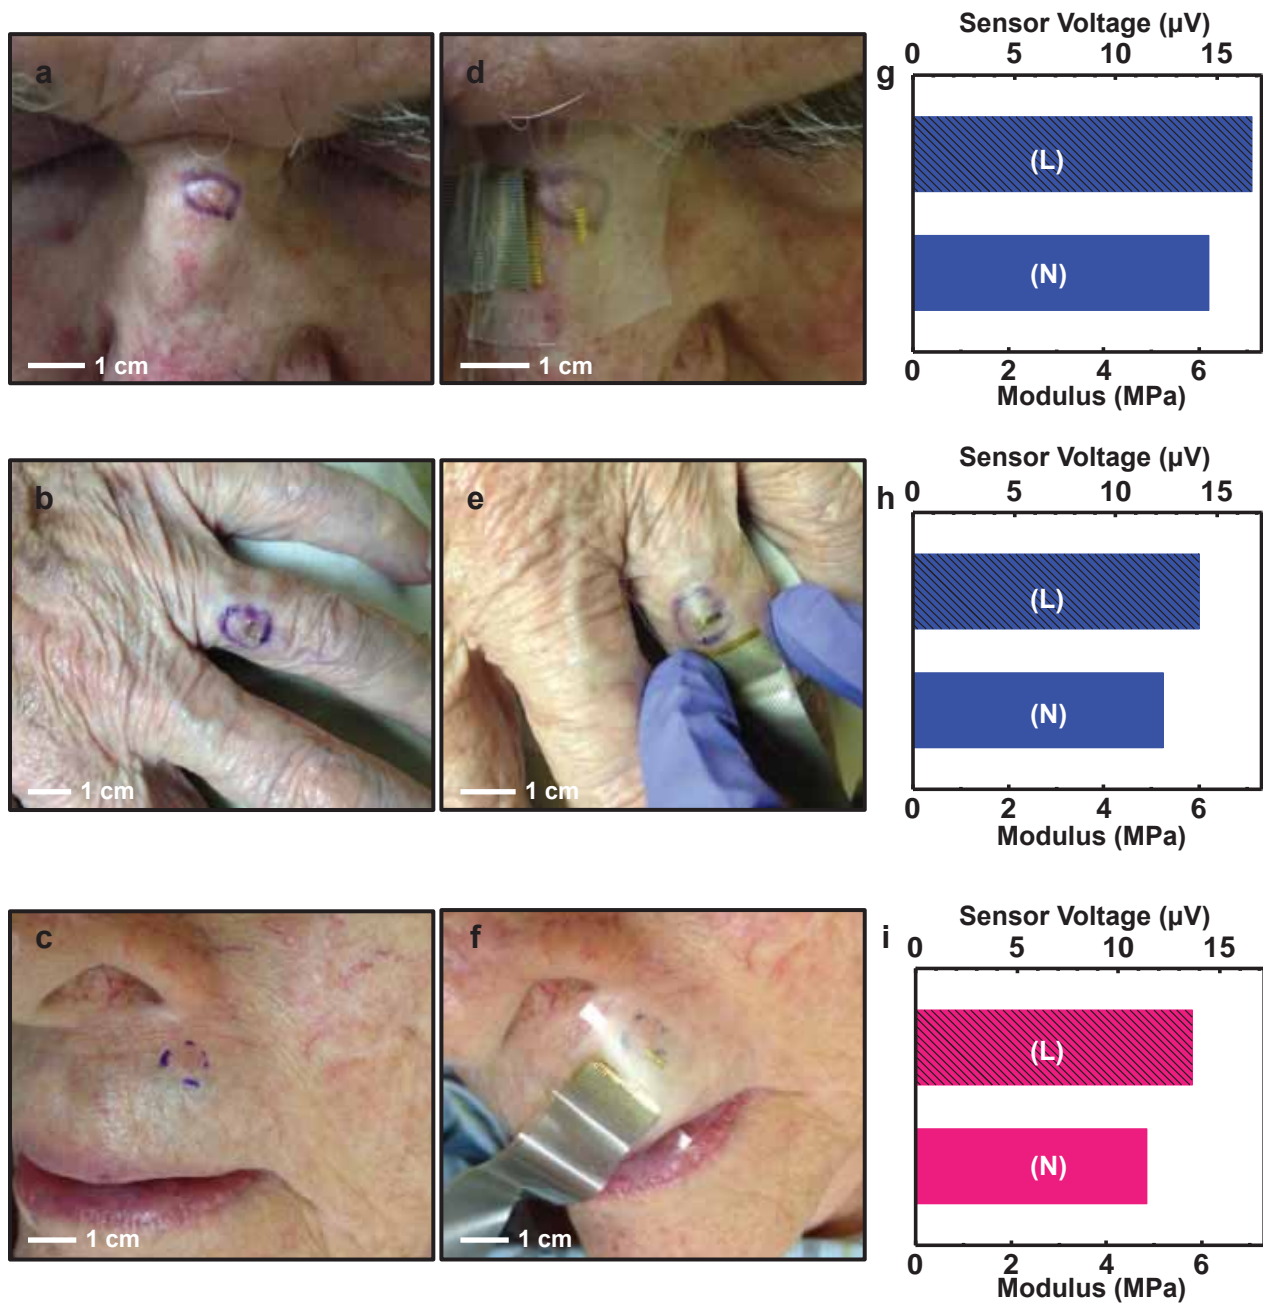 a
1 cm
d
1 cm
g
Sensor Voltage (µV)
0 5 10 15
(L)
(N)
0 2 4 6
Modulus (MPa)
b
1 cm
e
1 cm
h
Sensor Voltage (µV)
0 5 10 15
(L)
(N)
0 2 4 6
Modulus (MPa)
c
1 cm
f
1 cm
i
Sensor Voltage (µV)
0 5 10 15
(L)
(N)
0 2 4 6
Modulus (MPa)